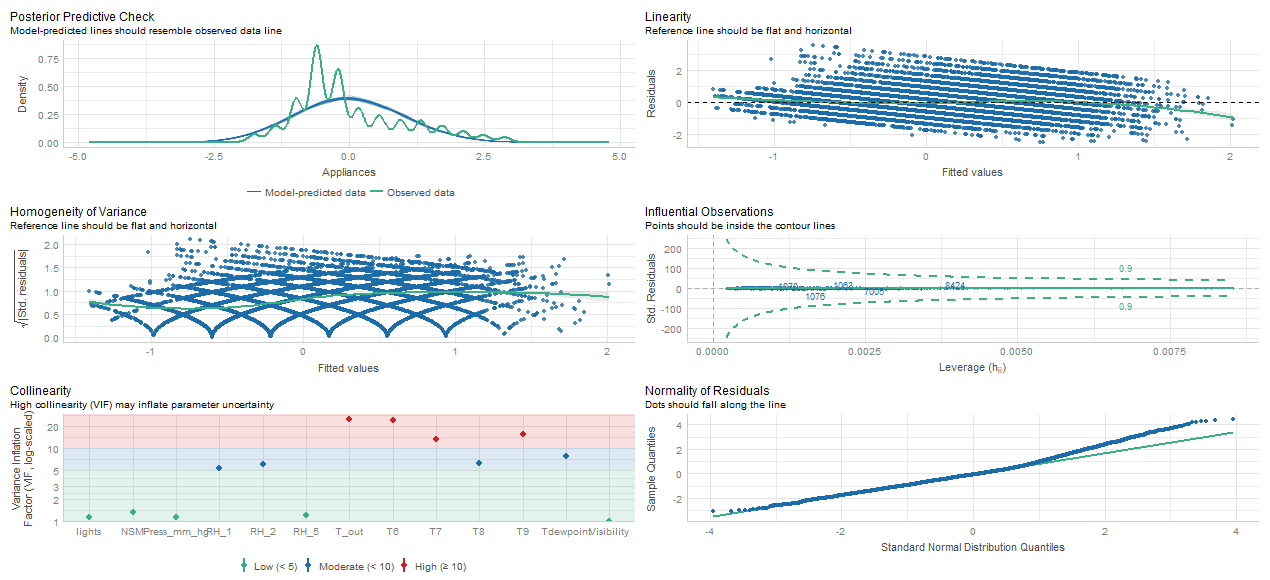 Posterior Predictive Check
Model-predicted lines should resemble observed data line
Density
0.75
0.50
0.25
0.00
-5.0
-2.5
0.0
2.5
5.0
Appliances
Model-predicted data
Observed data
Linearity
Reference line should be flat and horizontal
Residuals
2
0
-2
-1
0
1
2
Fitted values
Homogeneity of Variance
Reference line should be flat and horizontal
√|Std. residuals|
2.0
1.5
1.0
0.5
0.0
-1
0
1
2
Fitted values
Influential Observations
Points should be inside the contour lines
Std. Residuals
200
100
0
-100
-200
0.9
0.9
1076
8424
0.0000
0.0025
0.0050
0.0075
Leverage (hii)
Collinearity
High collinearity (VIF) may inflate parameter uncertainty
Variance Inflation
Factor (VIF, log-scaled)
20
10
5
3
2
1
lights
NSM
Press_mm_hg
RH_1
RH_2
RH_5
T_out
T6
T7
T8
T9
Tdewpoint
Visibility
Low (< 5)
Moderate (< 10)
High (≥ 10)
Normality of Residuals
Dots should fall along the line
Sample Quantiles
4
2
0
-2
-4
-2
0
2
4
Standard Normal Distribution Quantiles